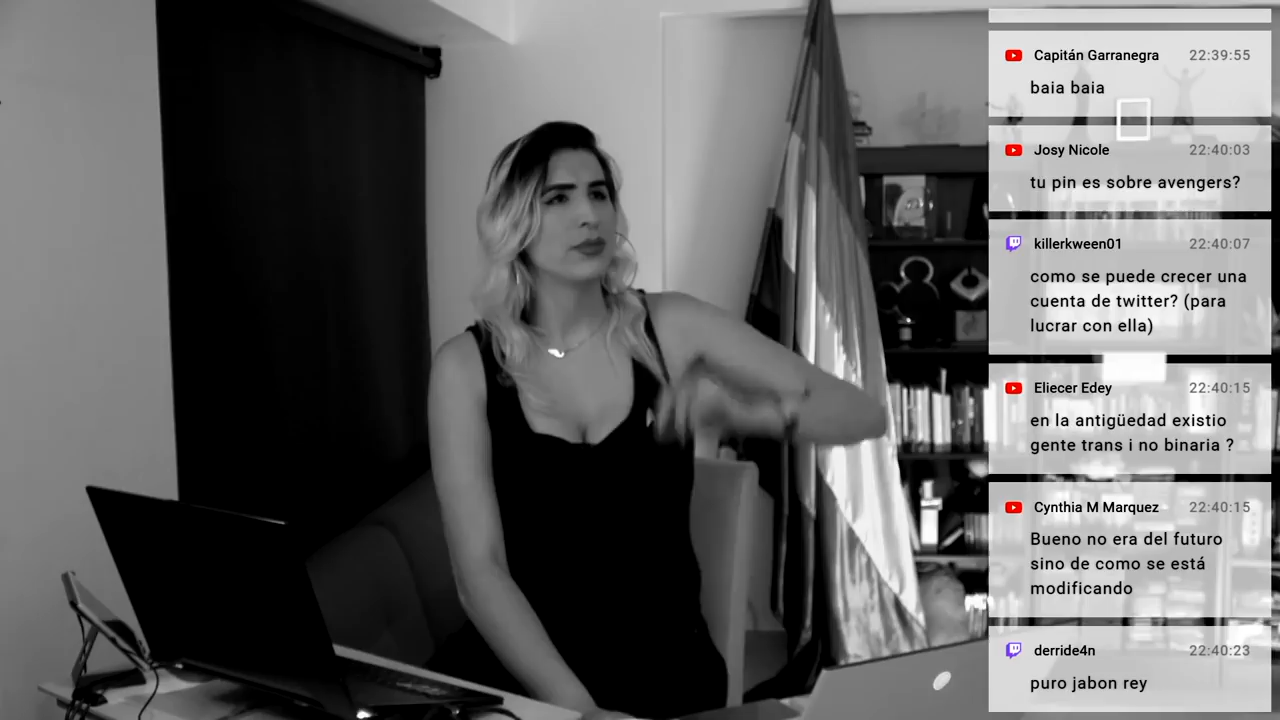 Capitán Garranegra 22:39:55
baia baia
Josy Nicole 22:40:03
tu pin es sobre avengers?
killerkween01 22:40:07
como se puede crecer una
cuenta de twitter? (para
lucrar con ella)
Eliecer Edey 22:40:15
en la antigüedad existio
gente trans i no binaria ?
Cynthia M Marquez 22:40:15
Bueno no era del futuro
sino de como se está
modificando
derride4n 22:40:23
puro jabon rey